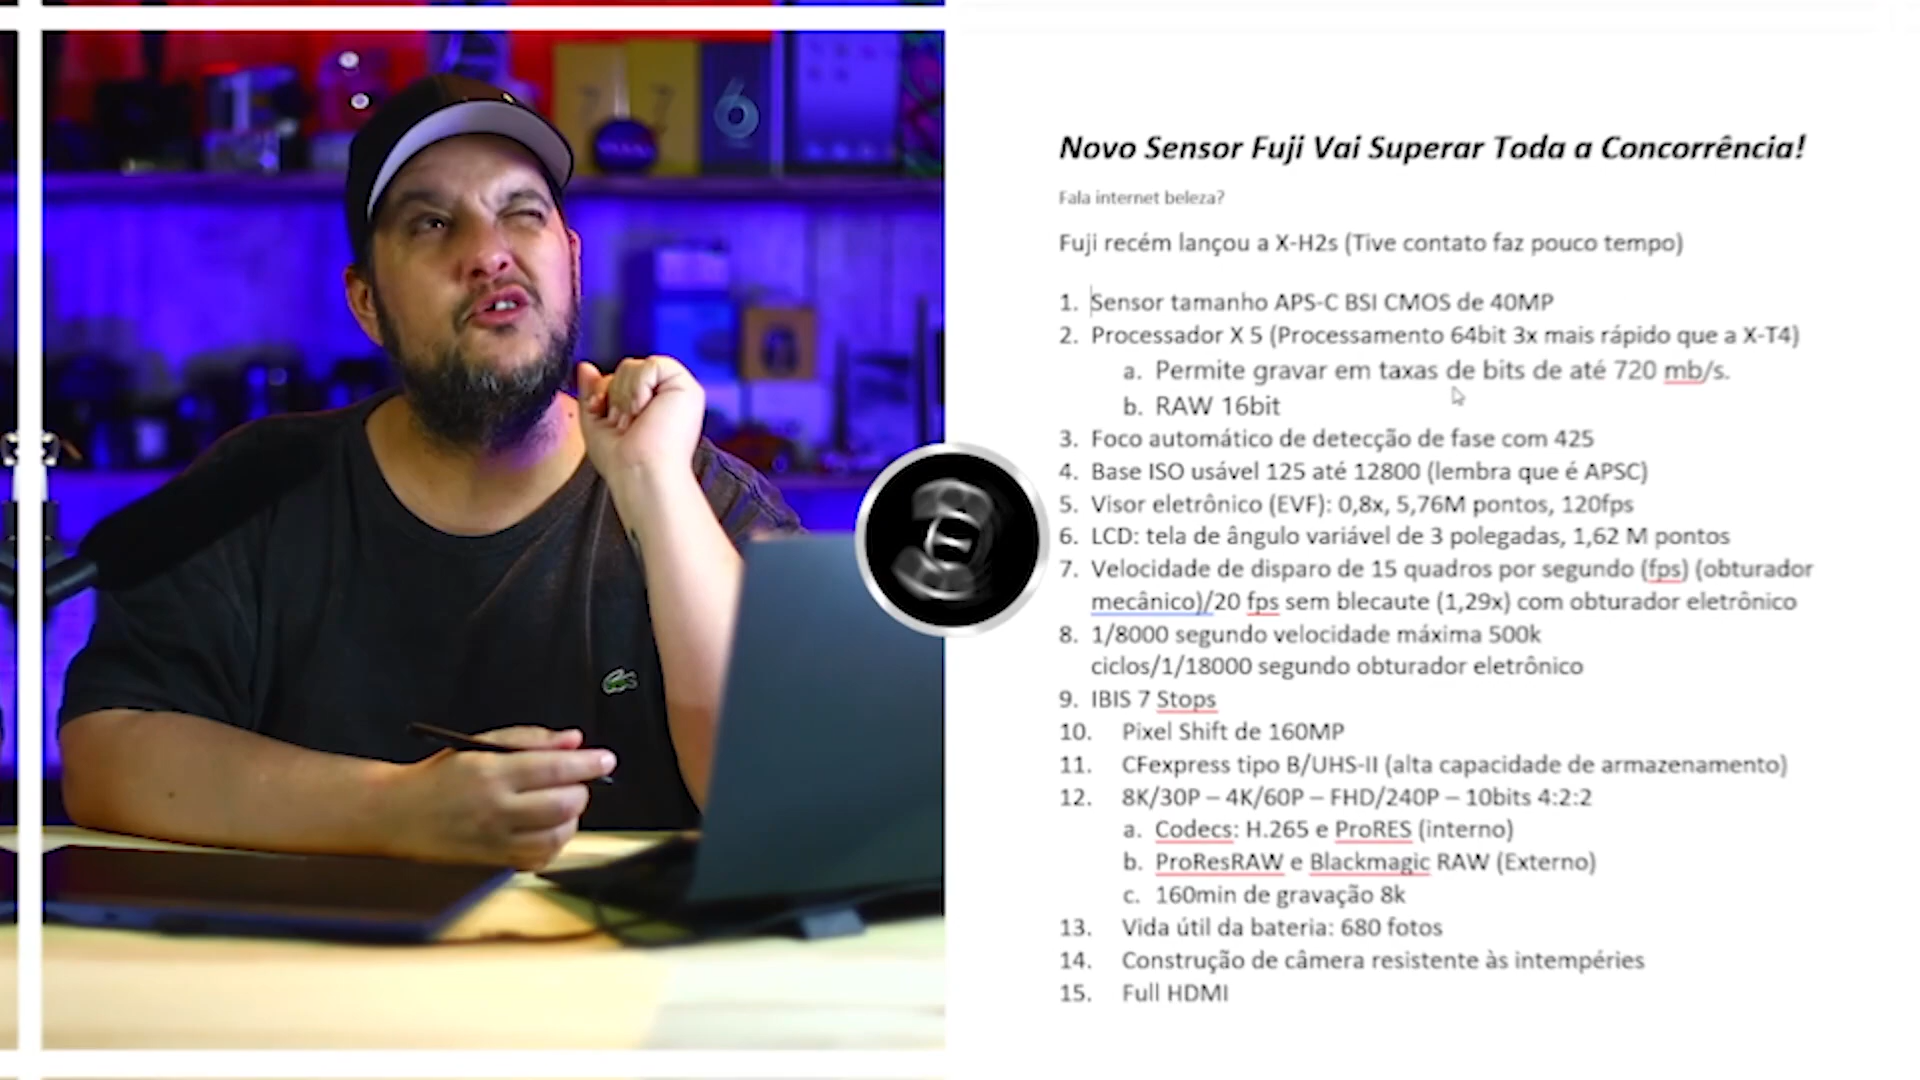 Novo Sensor Fuji Vai Superar Toda a Concorrência!
Fala internet beleza?
Fuji recém lançou a X-H2s (Tive contato faz pouco tempo)
1. Sensor tamanho APS-C BSI CMOS de 40MP
2. Processador X 5 (Processamento 64bit 3x mais rápido que a X-T4)
a. Permite gravar em taxas de bits de até 720 mb/s.
b. RAW 16bit
3. Foco automático de detecção de fase com 425
4. Base ISO usável 125 até 12800 (lembra que é APSC)
5. Visor eletrônico (EVF): 0,8x, 5,76M pontos, 120fps
6. LCD: tela de ângulo variável de 3 polegadas, 1,62 M pontos
7. Velocidade de disparo de 15 quadros por segundo (fps) (obturador
mecânico)/20 fps sem blecaute (1,29x) com obturador eletrônico
8. 1/8000 segundo velocidade máxima 500k
ciclos/1/18000 segundo obturador eletrônico
9. IBIS 7 Stops
10. Pixel Shift de 160MP
11. CFexpress tipo B/UHS-II (alta capacidade de armazenamento)
12. 8K/30P – 4K/60P – FHD/240P – 10bits 4:2:2
a. Codecs: H.265 e ProRES (interno)
b. ProResRAW e Blackmagic RAW (Externo)
c. 160min de gravação 8k
13. Vida útil da bateria: 680 fotos
14. Construção de câmera resistente às intempéries
15. Full HDMI
7
7
6